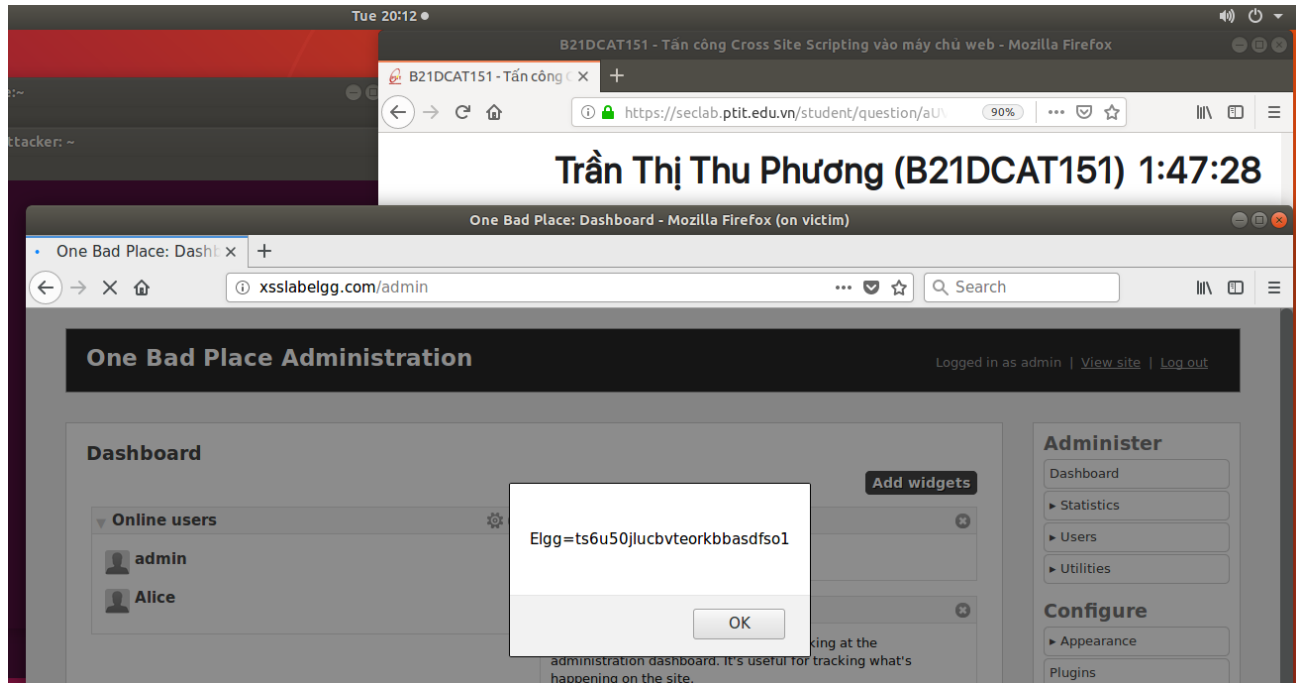 Tue 20:12
B21DCAT151 - Tấn công Cross Site Scripting vào máy chủ web - Mozilla Firefox
B21DCAT151 - Tấn công
https://seclab.ptit.edu.vn/student/question/aU
90%
ttacker: ~
Trần Thị Thu Phương (B21DCAT151) 1:47:28
One Bad Place: Dashboard - Mozilla Firefox (on victim)
One Bad Place: Dashb
xsslabelgg.com/admin
Search
One Bad Place Administration
Logged in as admin | View site | Log out
Dashboard
Add widgets
Online users
admin
Alice
Elgg=ts6u50jlucbvteorkbbasdfso1
OK
king at the
administration dashboard. It's useful for tracking what's
happening on the site.
Administer
Dashboard
▸ Statistics
▸ Users
▸ Utilities
Configure
▸ Appearance
Plugins